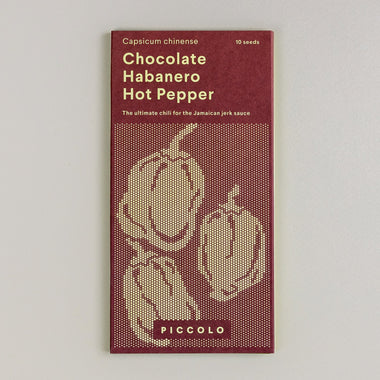 Capsicum chinense 10 seeds
Chocolate
Habanero
Hot Pepper
The ultimate chili for the Jamaican jerk sauce
PICCOLO